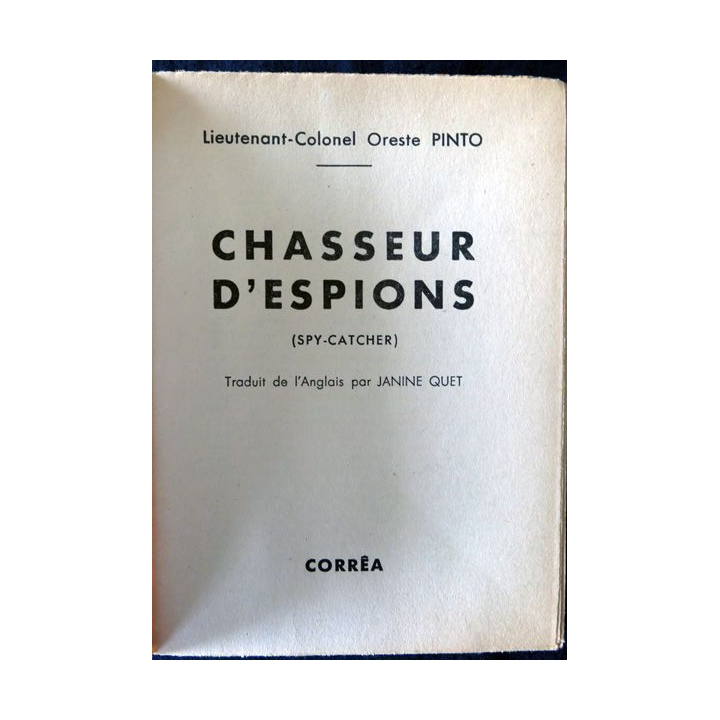 Lieutenant-Colonel Oreste PINTO
CHASSEUR
D'ESPIONS
(SPY-CATCHER)
Traduit de l'Anglais par JANINE QUET
CORRÊA